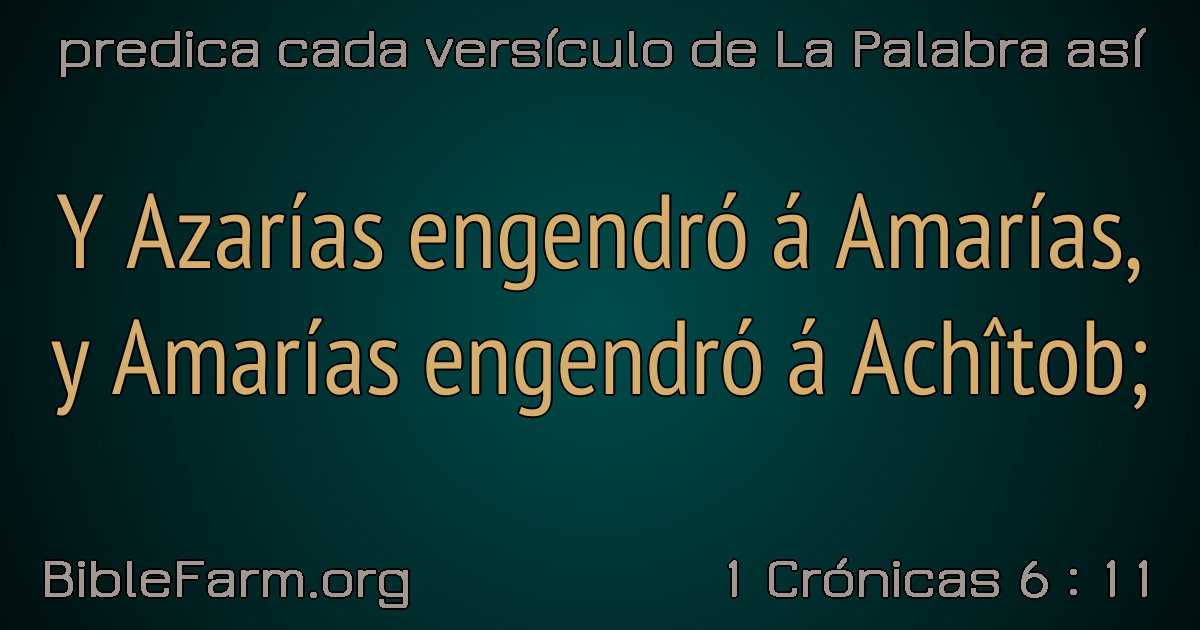 predica cada versículo de La Palabra así
Y Azarías engendró á Amarías,
y Amarías engendró á Achîtob;
BibleFarm.org
1 Crónicas 6 : 11